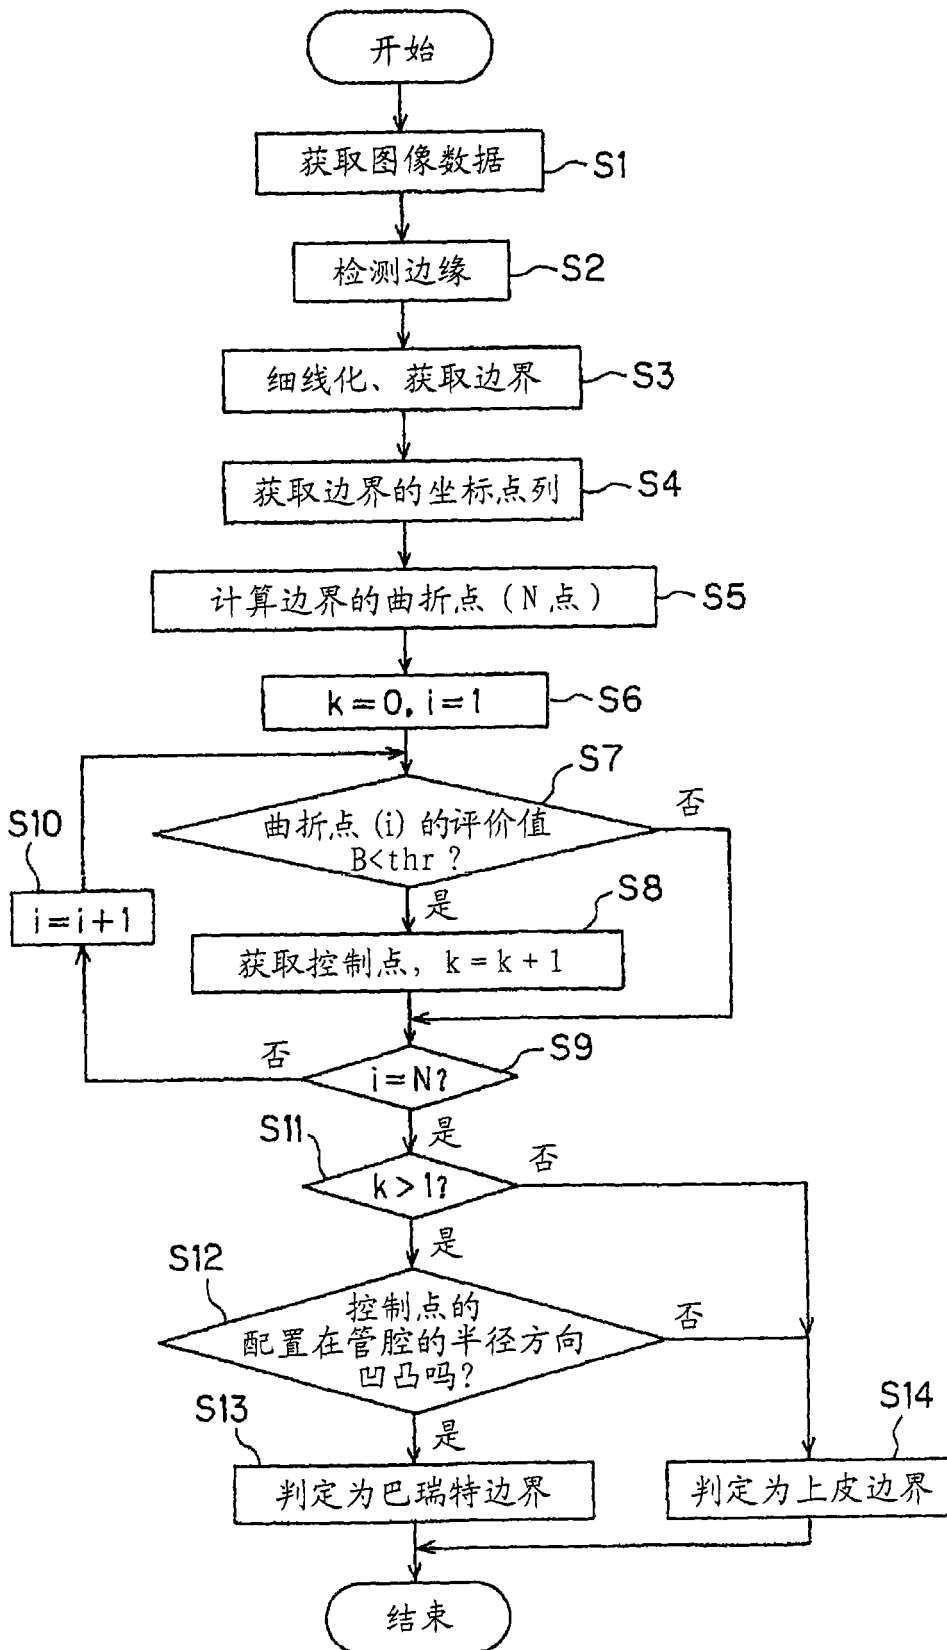 开始
获取图像数据
S1
检测边缘
S2
细线化、获取边界
S3
获取边界的坐标点列
S4
计算边界的曲折点(N点)
S5
k=0, i=1
S6
S7
曲折点(i)的评价值
B<thr?
否
是
S10
i=i+1
S8
获取控制点, k=k+1
S9
i=N?
否
是
S11
k>1?
否
是
S12
控制点的
配置在管腔的半径方向
凹凸吗?
否
是
S13
判定为巴瑞特边界
S14
判定为上皮边界
结束